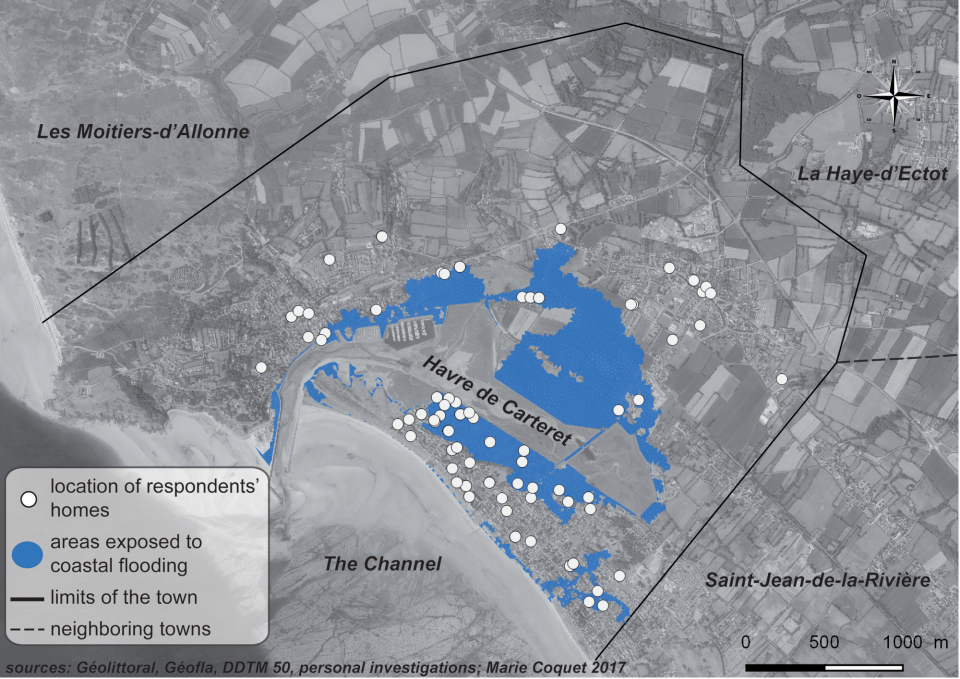 Les Moitiers-d'Allonne
N
O
E
S
La Haye-d'Ectot
Havre de Carteret
location of respondents'
homes
areas exposed to
coastal flooding
limits of the town
neighboring towns
The Channel
Saint-Jean-de-la-Rivière
0 500 1000 m
sources: Géolittoral, Géofla, DDTM 50, personal investigations; Marie Coquet 2017